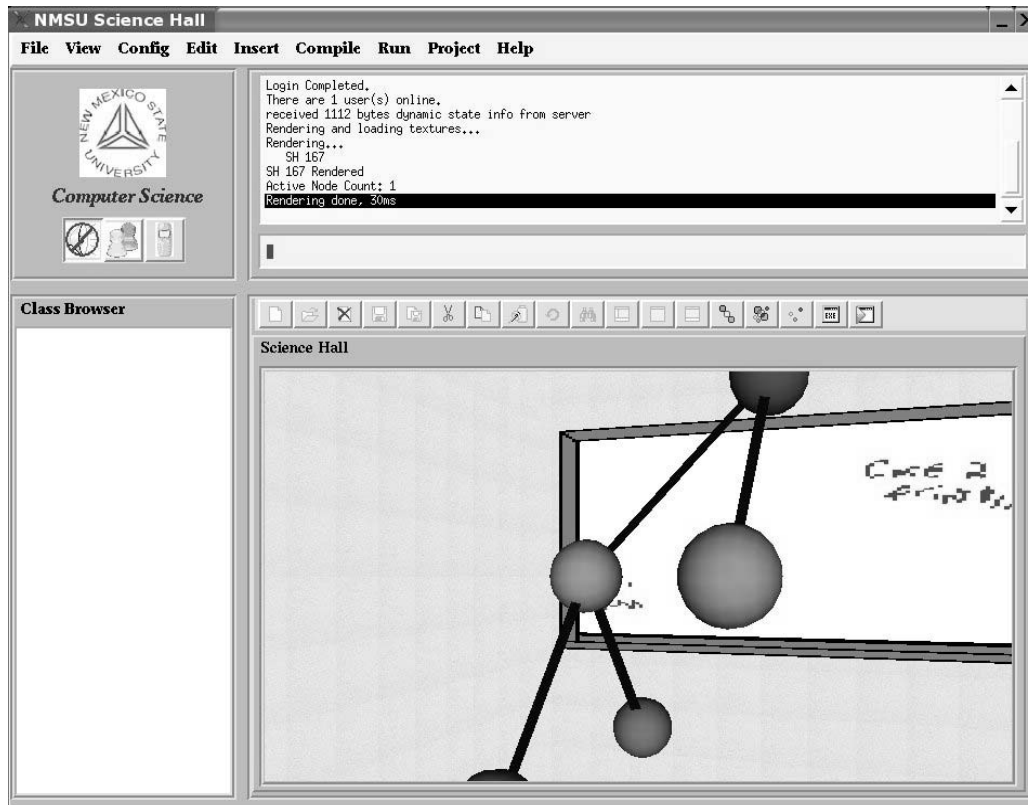 NMSU Science Hall
File View Config Edit Insert Compile Run Project Help
NEW MEXICO STATE UNIVERSITY
Computer Science
Login Completed.
There are 1 user(s) online.
received 1112 bytes dynamic state info from server
Rendering and loading textures...
Rendering...
SH 167
SH 167 Rendered
Active Node Count: 1
Rendering done, 30ms
Class Browser
EXE
Science Hall
2